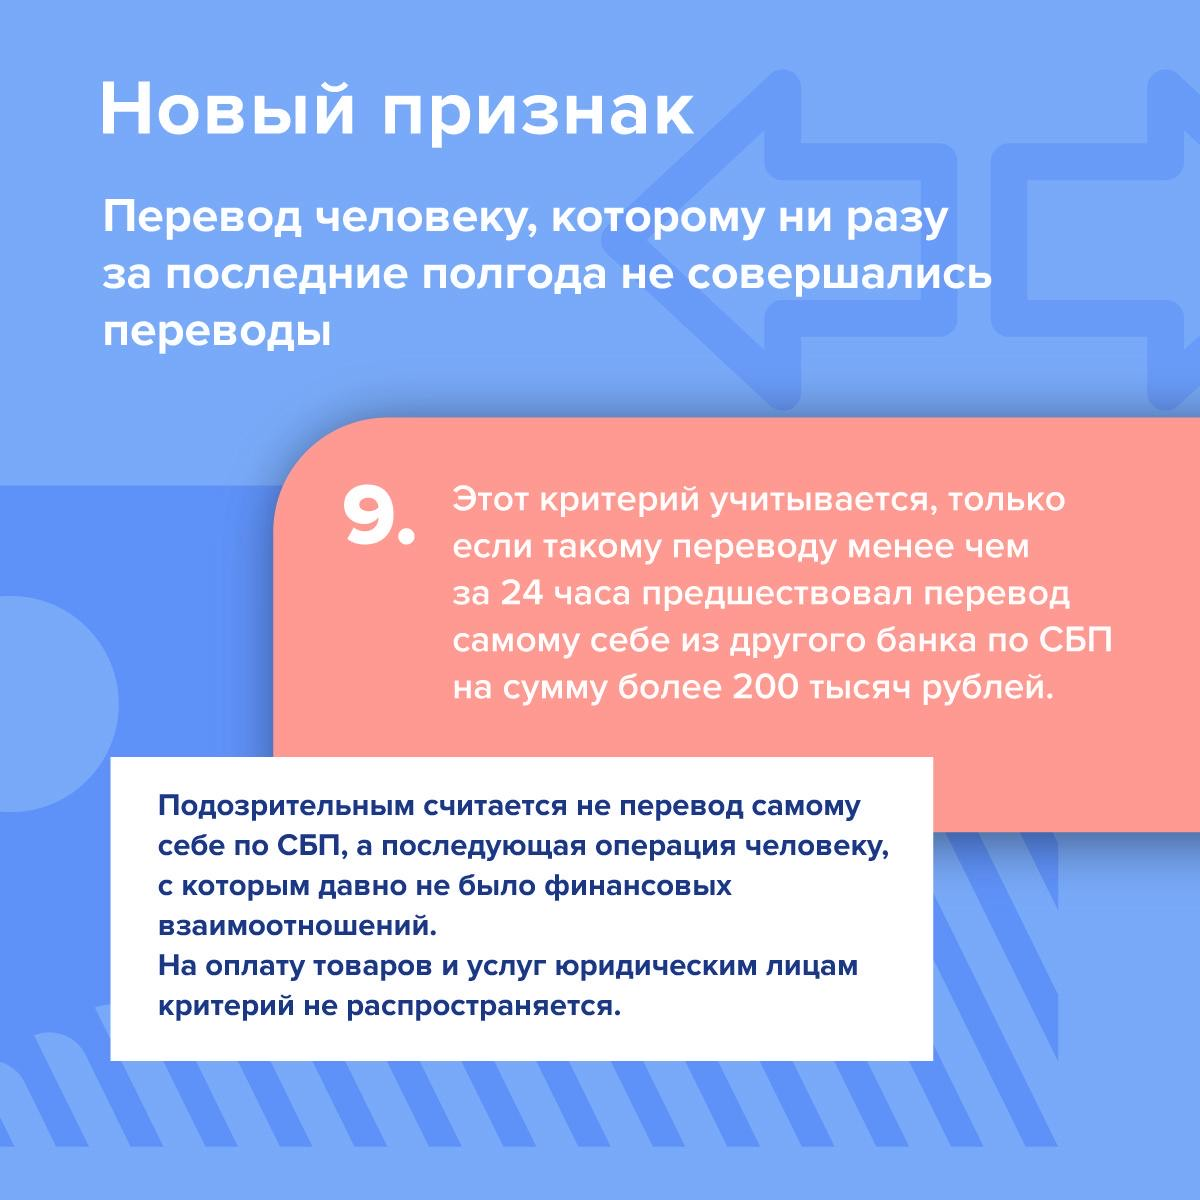 Новый признак
Перевод человеку, которому ни разу
за последние полгода не совершались
переводы
9.
Этот критерий учитывается, только
если такому переводу менее чем
за 24 часа предшествовал перевод
самому себе из другого банка по СБП
на сумму более 200 тысяч рублей.
Подозрительным считается не перевод самому
себе по СБП, а последующая операция человеку,
с которым давно не было финансовых
взаимоотношений.
На оплату товаров и услуг юридическим лицам
критерий не распространяется.